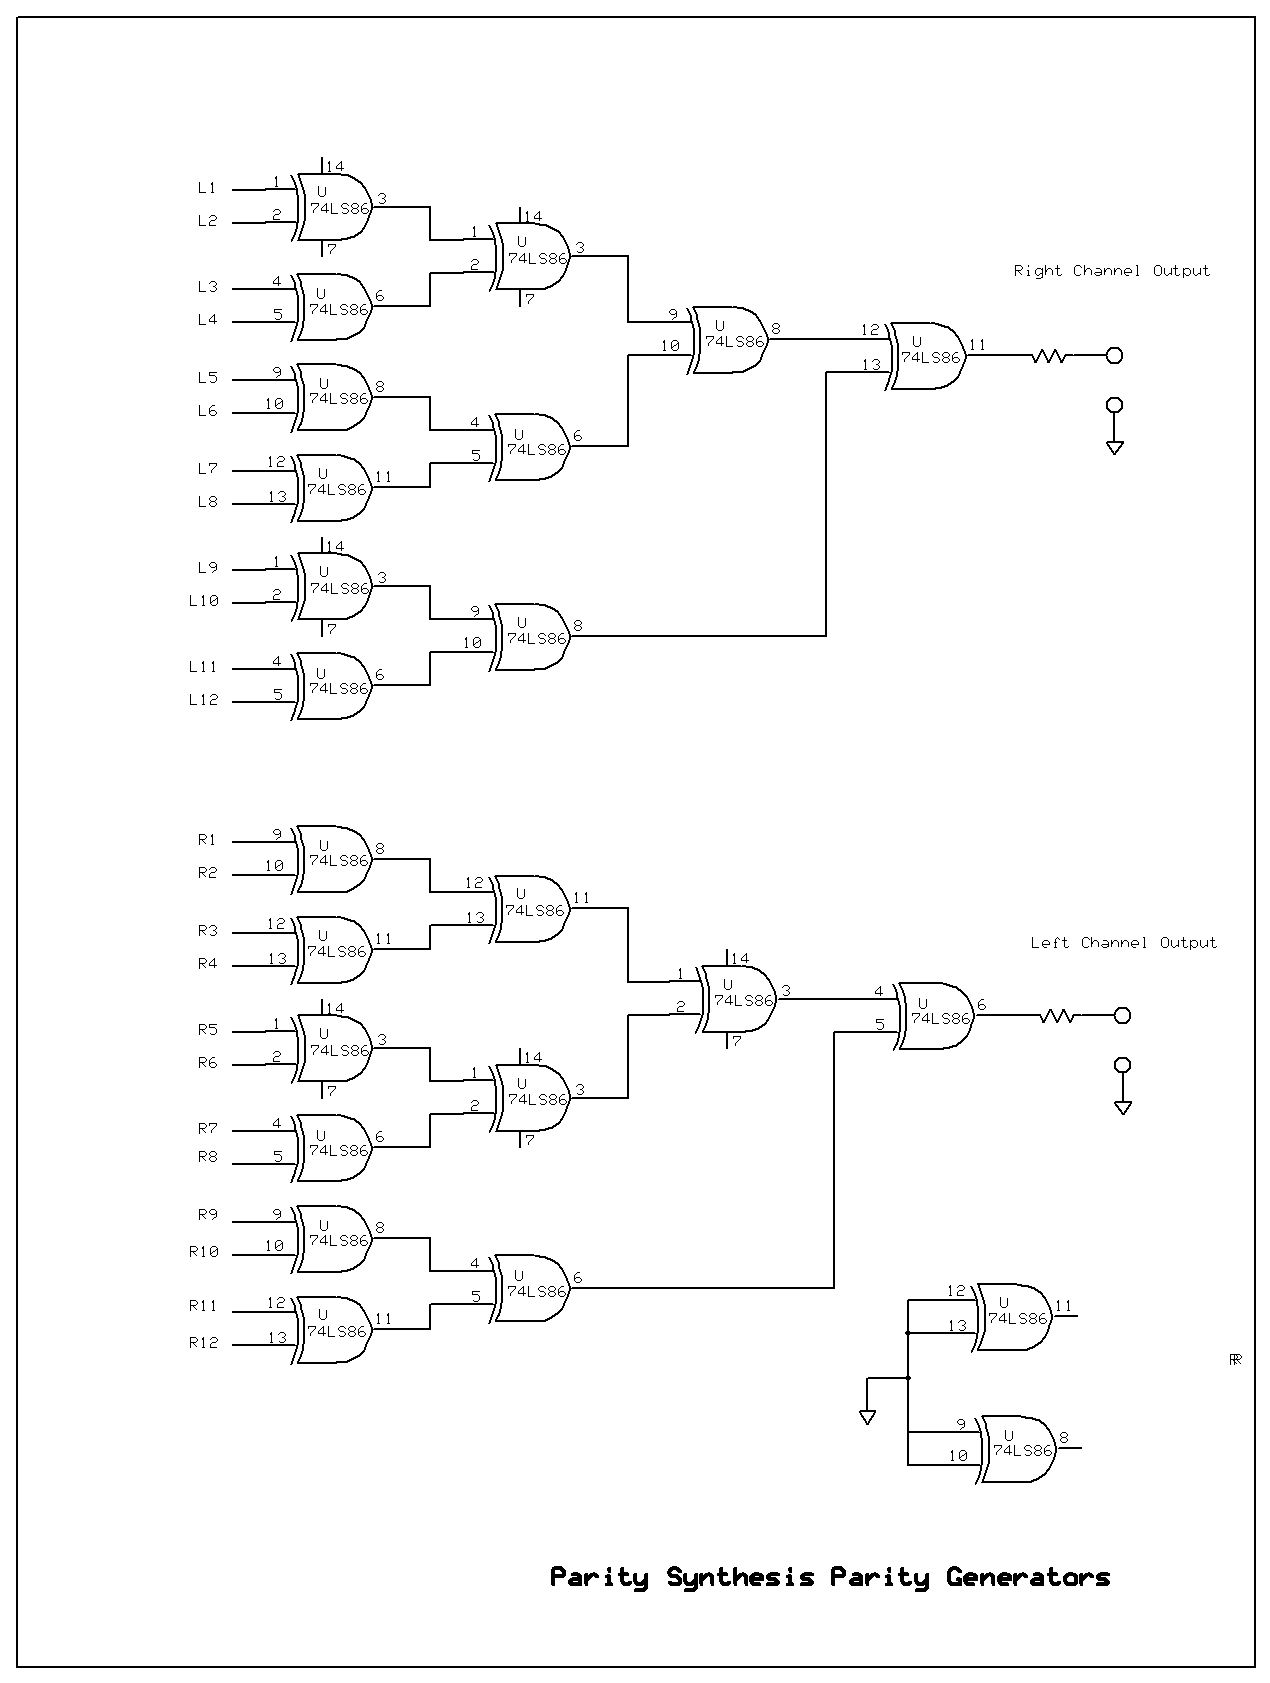 14
L1 1 U 3
74LS86
L2 2 14
7 1 U 3
74LS86
L3 4 U 6 2
74LS86
L4 5 7
Right Channel Output
L5 9 U 8 9 U 8 12 U 11
74LS86 74LS86 74LS86
L6 10 10 13
4 U 6
74LS86
L7 12 U 11 5
74LS86
L8 13
14
L9 1 U 3
74LS86
L10 2 9 U 8
7 74LS86
10
L11 4 U 6
74LS86
L12 5
R1 9 U 8
74LS86
R2 10 12 U 11
74LS86
R3 12 U 11 13
74LS86
R4 13
Left Channel Output
14
1 U 3 4 U 6
74LS86 74LS86
2 5
7
14
R5 1 U 3
74LS86
R6 2 14
7 1 U 3
74LS86
R7 4 U 6 2
74LS86
R8 5 7
R9 9 U 8
74LS86
R10 10 4 U 6
74LS86
R11 12 U 11 5
74LS86
R12 13
12 U 11
74LS86
13
9 U 8
74LS86
10
Parity Synthesis Parity Generators